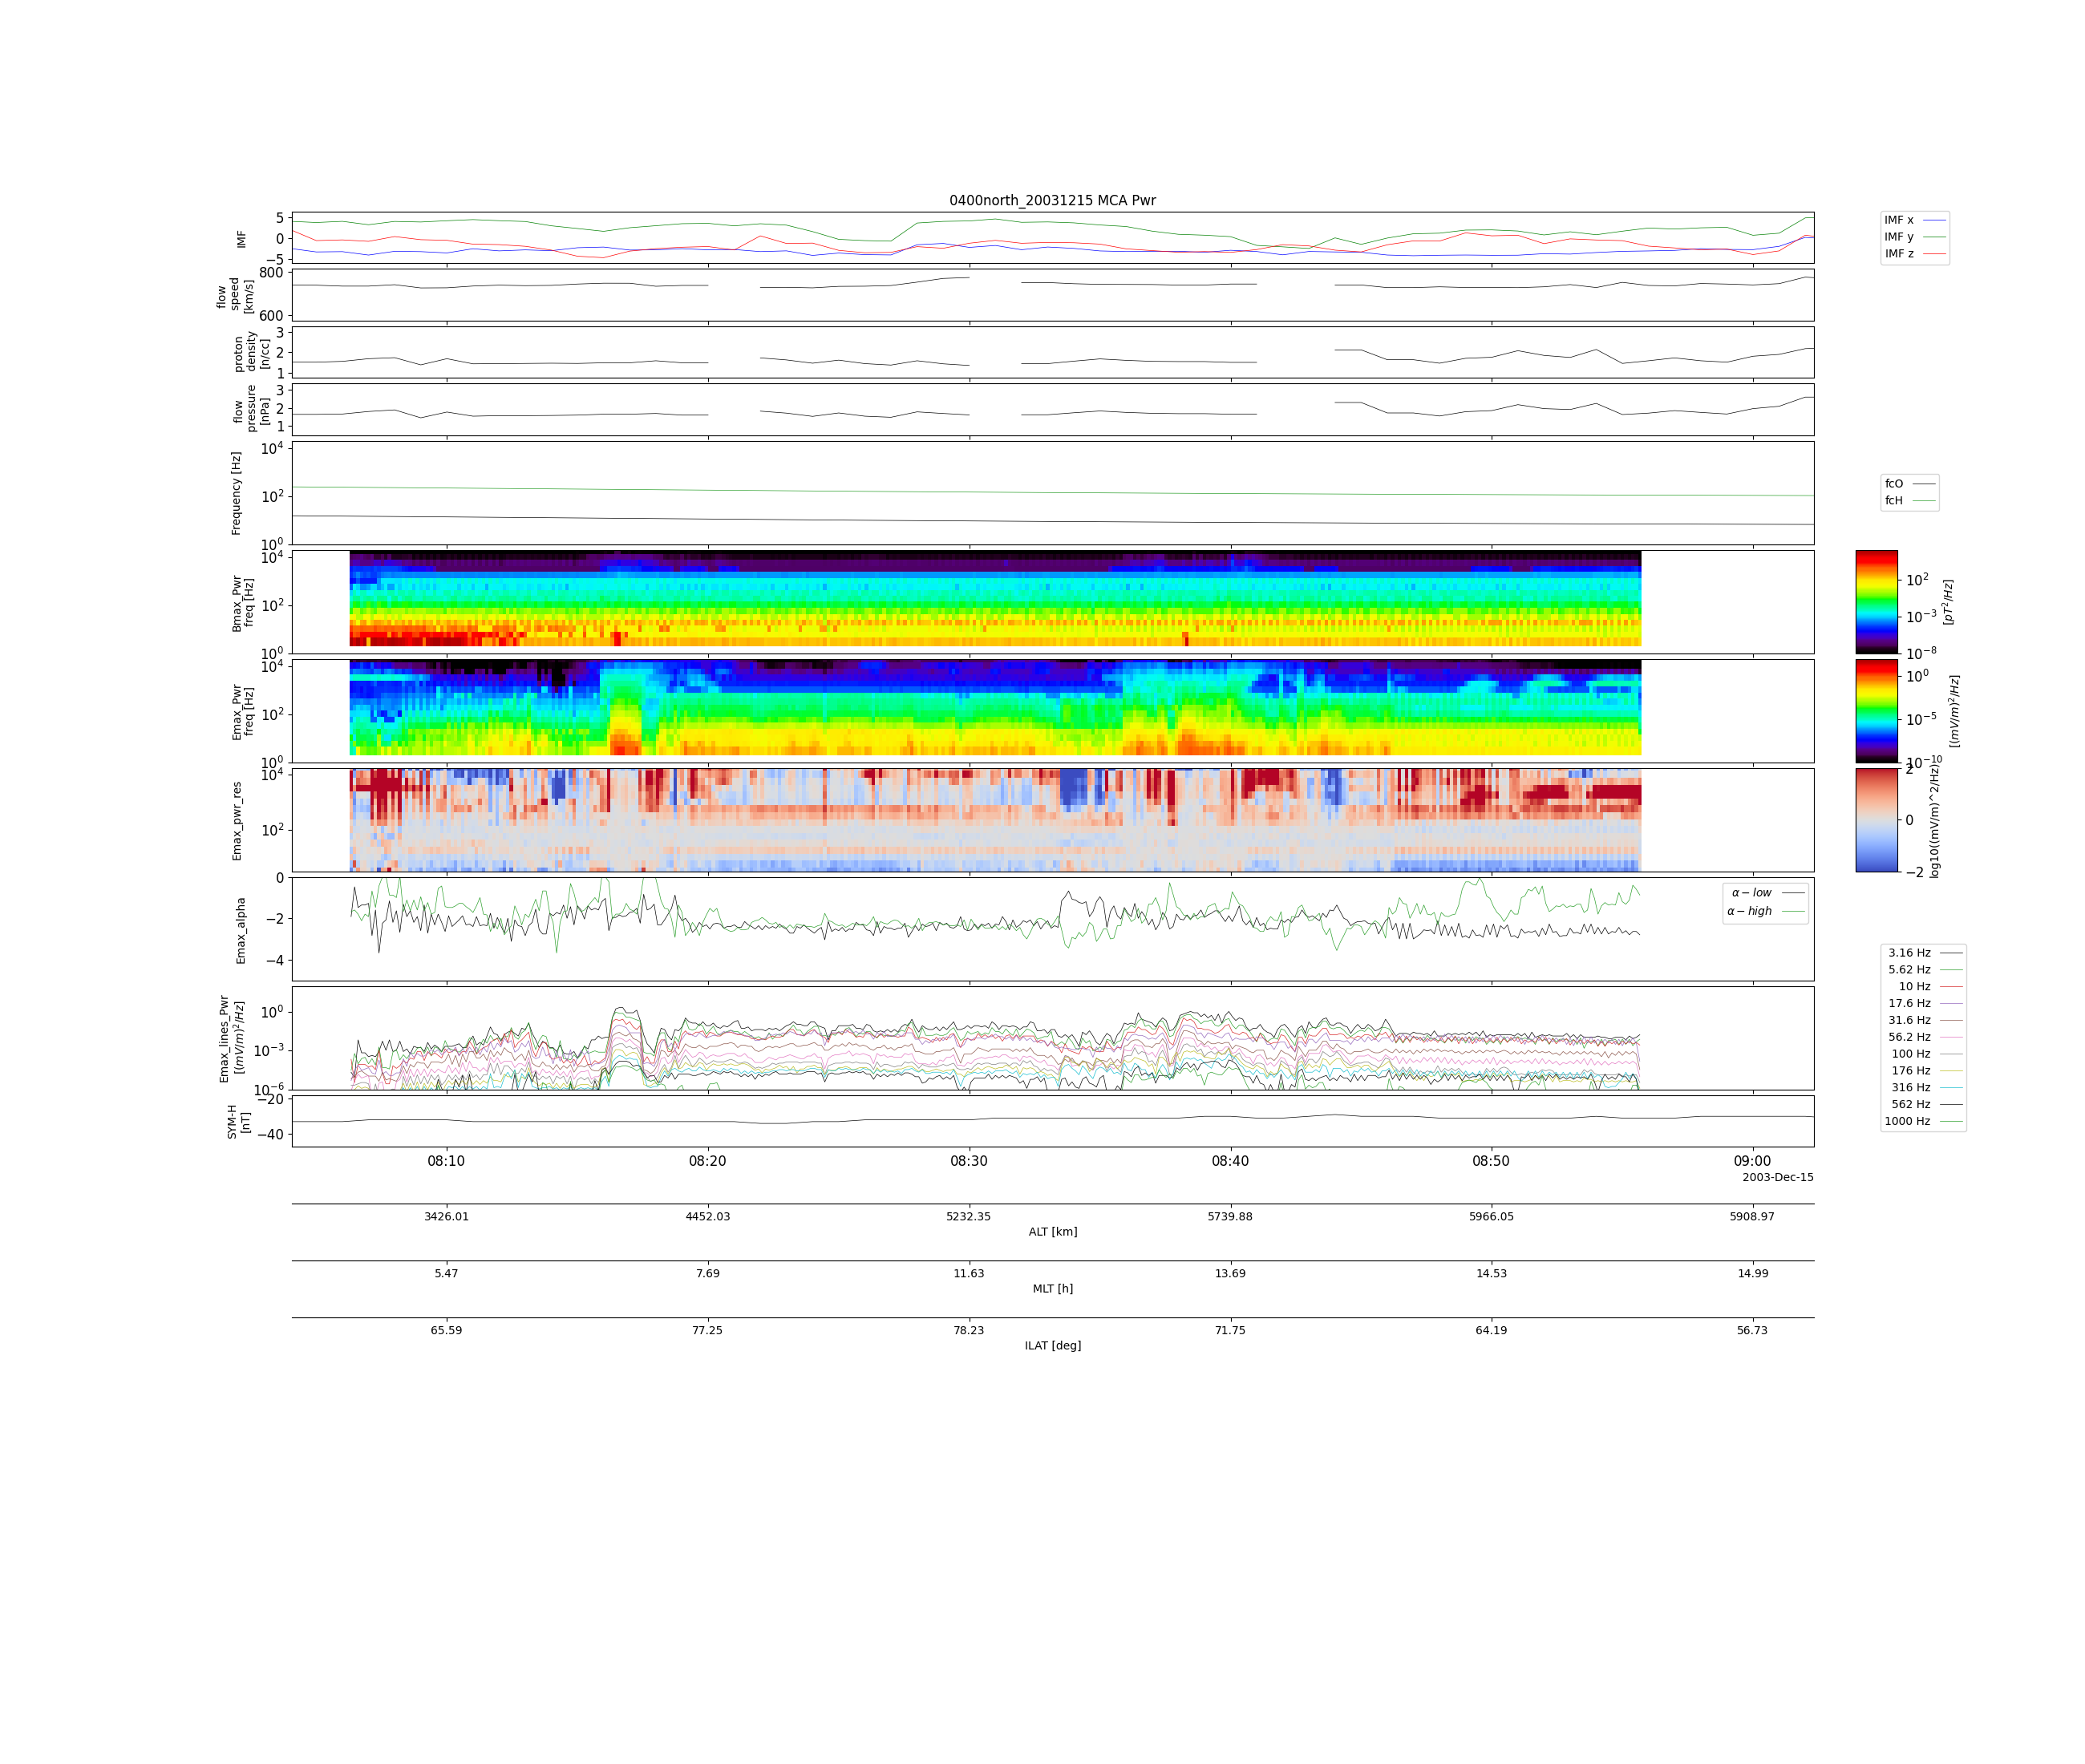 0400north_20031215 MCA Pwr
IMF
5
0
−5
IMF x
IMF y
IMF z
flow
speed
[km/s]
800
600
proton
density
[n/cc]
3
2
1
flow
pressure
[nPa]
3
2
1
Frequency [Hz]
10^4
10^2
10^0
fcO
fcH
Bmax_Pwr
freq [Hz]
10^4
10^2
10^0
10^2
10^−3
10^−8
[pT^2/Hz]
Emax_Pwr
freq [Hz]
10^4
10^2
10^0
10^0
10^−5
10^−10
[(mV/m)^2/Hz]
Emax_pwr_res
10^4
10^2
2
0
−2
log10((mV/m)^2/Hz)
Emax_alpha
0
−2
−4
α − low
α − high
Emax_lines_Pwr
[(mV/m)^2/Hz]
10^0
10^−3
10^−6
3.16 Hz
5.62 Hz
10 Hz
17.6 Hz
31.6 Hz
56.2 Hz
100 Hz
176 Hz
316 Hz
562 Hz
1000 Hz
SYM-H
[nT]
−20
−40
08:10 08:20 08:30 08:40 08:50 09:00
2003-Dec-15
3426.01 4452.03 5232.35 5739.88 5966.05 5908.97
ALT [km]
5.47 7.69 11.63 13.69 14.53 14.99
MLT [h]
65.59 77.25 78.23 71.75 64.19 56.73
ILAT [deg]